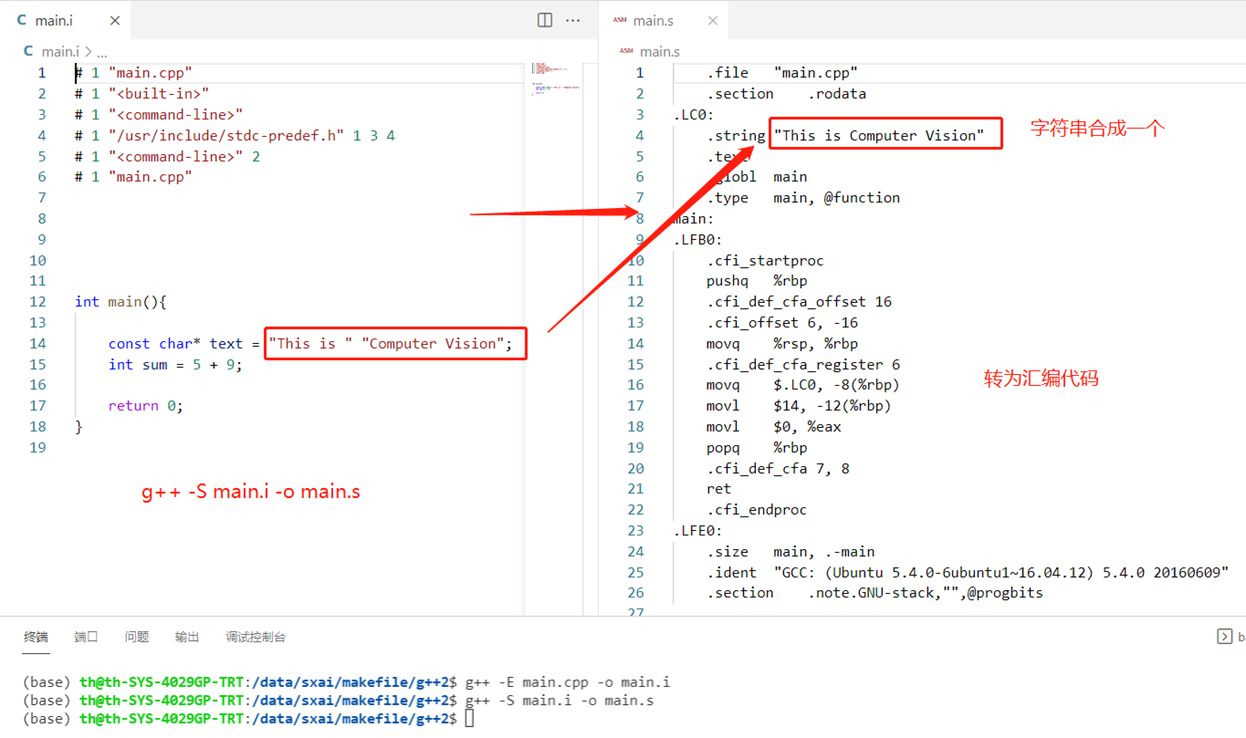 C main.i ×
C main.i > ...
1 # 1 "main.cpp"
2 # 1 "<built-in>"
3 # 1 "<command-line>"
4 # 1 "/usr/include/stdc-predef.h" 1 3 4
5 # 1 "<command-line>" 2
6 # 1 "main.cpp"
7
8
9
10
11
12 int main(){
13
14 const char* text = "This is " "Computer Vision";
15 int sum = 5 + 9;
16
17 return 0;
18 }
19
g++ -S main.i -o main.s
ASM main.s ×
ASM main.s
1 .file "main.cpp"
2 .section .rodata
3 .LC0:
4 .string "This is Computer Vision"
字符串合成一个
5 .text
6 .globl main
7 .type main, @function
8 main:
9 .LFB0:
10 .cfi_startproc
11 pushq %rbp
12 .cfi_def_cfa_offset 16
13 .cfi_offset 6, -16
14 movq %rsp, %rbp
15 .cfi_def_cfa_register 6
16 movq $.LC0, -8(%rbp)
转为汇编代码
17 movl $14, -12(%rbp)
18 movl $0, %eax
19 popq %rbp
20 .cfi_def_cfa 7, 8
21 ret
22 .cfi_endproc
23 .LFE0:
24 .size main, .-main
25 .ident "GCC: (Ubuntu 5.4.0-6ubuntu1~16.04.12) 5.4.0 20160609"
26 .section .note.GNU-stack,"",@progbits
27
终端 端口 问题 输出 调试控制台
(base) th@th-SYS-4029GP-TRT:/data/sxai/makefile/g++2$ g++ -E main.cpp -o main.i
(base) th@th-SYS-4029GP-TRT:/data/sxai/makefile/g++2$ g++ -S main.i -o main.s
(base) th@th-SYS-4029GP-TRT:/data/sxai/makefile/g++2$